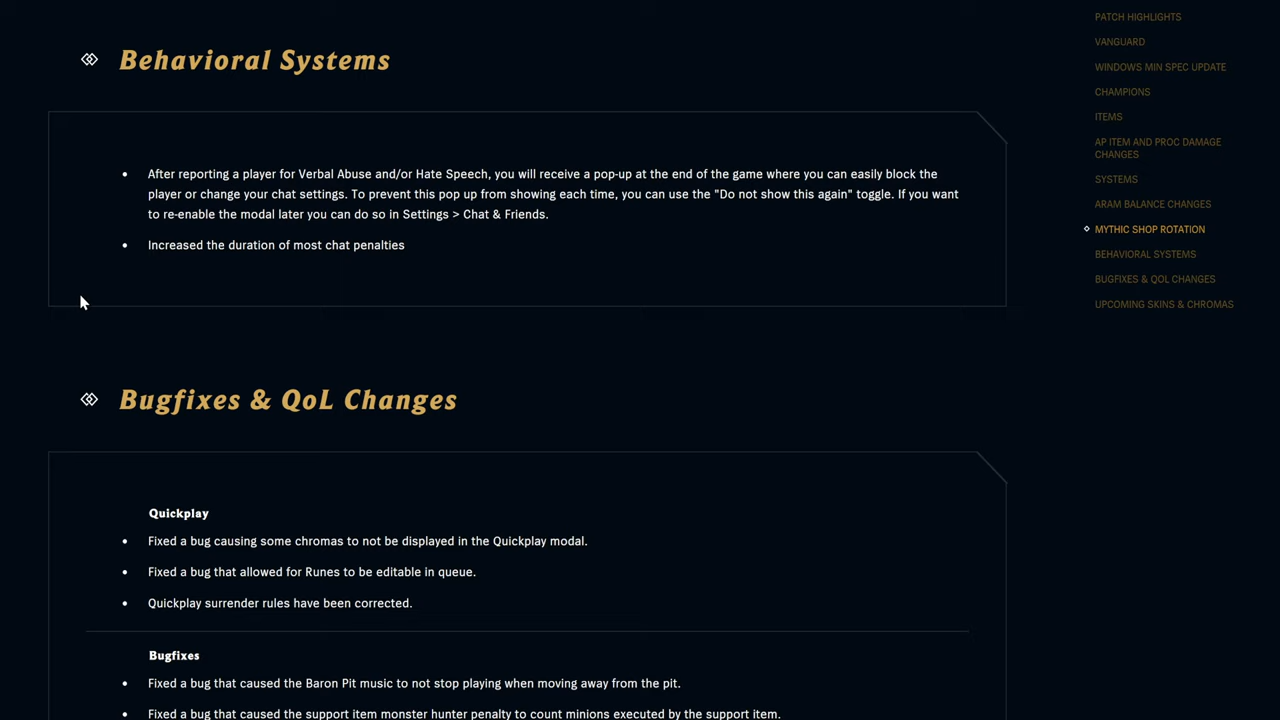 Behavioral Systems
After reporting a player for Verbal Abuse and/or Hate Speech, you will receive a pop-up at the end of the game where you can easily block the
player or change your chat settings. To prevent this pop up from showing each time, you can use the "Do not show this again" toggle. If you want
to re-enable the modal later you can do so in Settings > Chat & Friends.
Increased the duration of most chat penalties
Bugfixes & QoL Changes
Quickplay
Fixed a bug causing some chromas to not be displayed in the Quickplay modal.
Fixed a bug that allowed for Runes to be editable in queue.
Quickplay surrender rules have been corrected.
Bugfixes
Fixed a bug that caused the Baron Pit music to not stop playing when moving away from the pit.
Fixed a bug that caused the support item monster hunter penalty to count minions executed by the support item.
PATCH HIGHLIGHTS
VANGUARD
WINDOWS MIN SPEC UPDATE
CHAMPIONS
ITEMS
AP ITEM AND PROC DAMAGE
CHANGES
SYSTEMS
ARAM BALANCE CHANGES
MYTHIC SHOP ROTATION
BEHAVIORAL SYSTEMS
BUGFIXES & QOL CHANGES
UPCOMING SKINS & CHROMAS